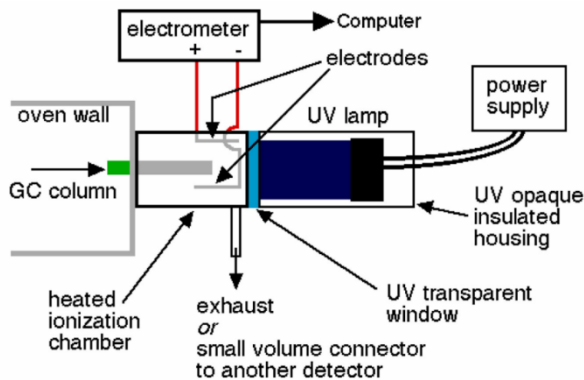 electrometer
+ -
Computer
electrodes
oven wall
UV lamp
power
supply
GC column
UV opaque
insulated
housing
heated
ionization
chamber
exhaust
or
small volume connector
to another detector
UV transparent
window